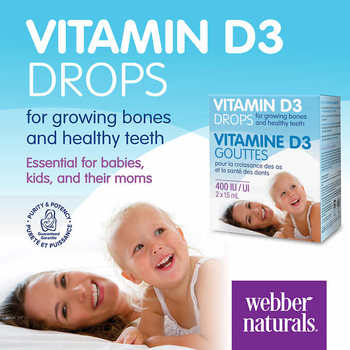 VITAMIN D3
DROPS
for growing bones
and healthy teeth
Essential for babies,
kids, and their moms
PURITY & POTENCY
Guaranteed
Garantie
PURETÉ ET PUISSANCE
VITAMIN D3
DROPS for growing bones
and healthy teeth
VITAMINE D3
GOUTTES
pour la croissance des os
et la santé des dents
400 IU / UI
2 x 15 mL
webber
naturals.